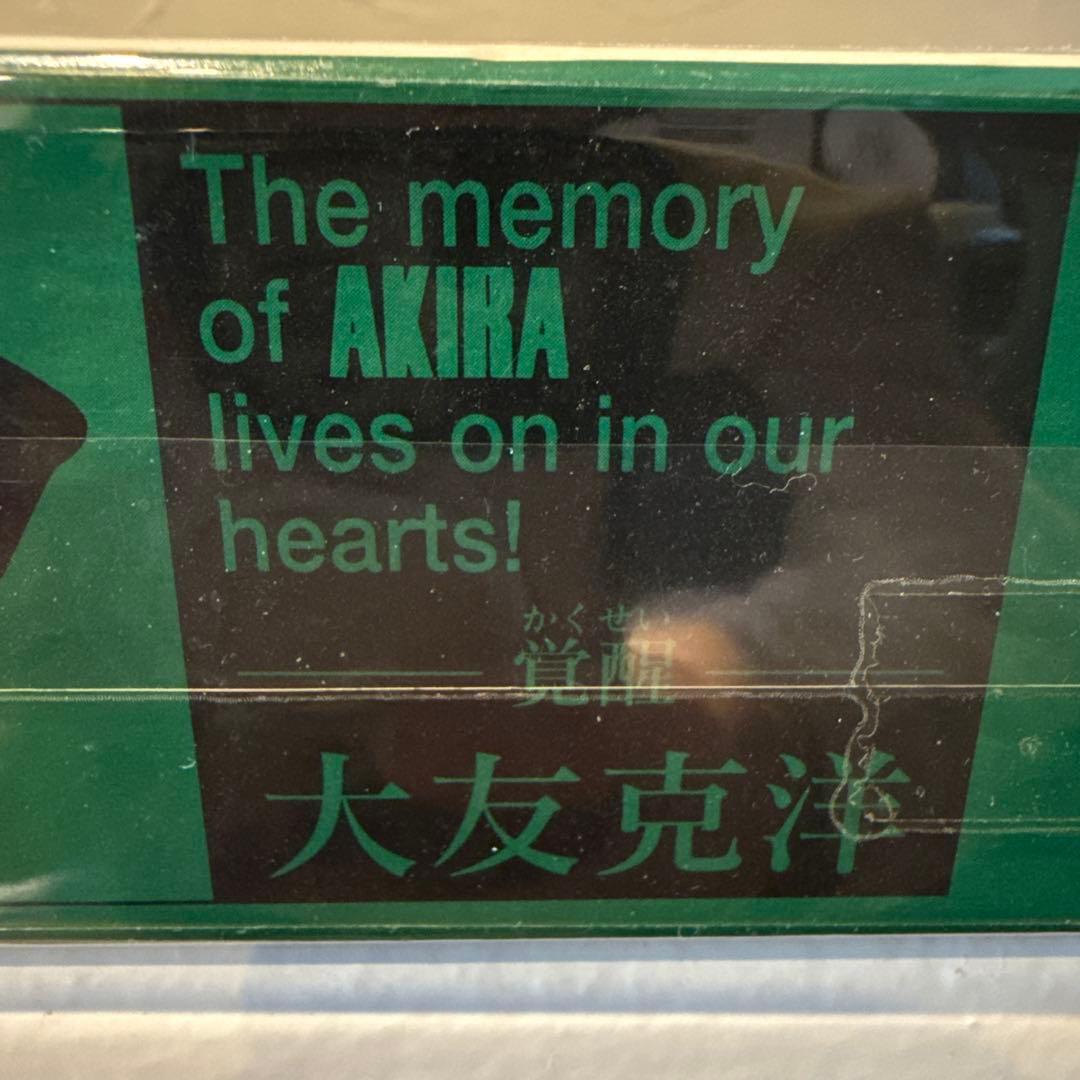 The memory
of AKIRA
lives on in our
hearts!
かくせい
覚醒
大友克洋